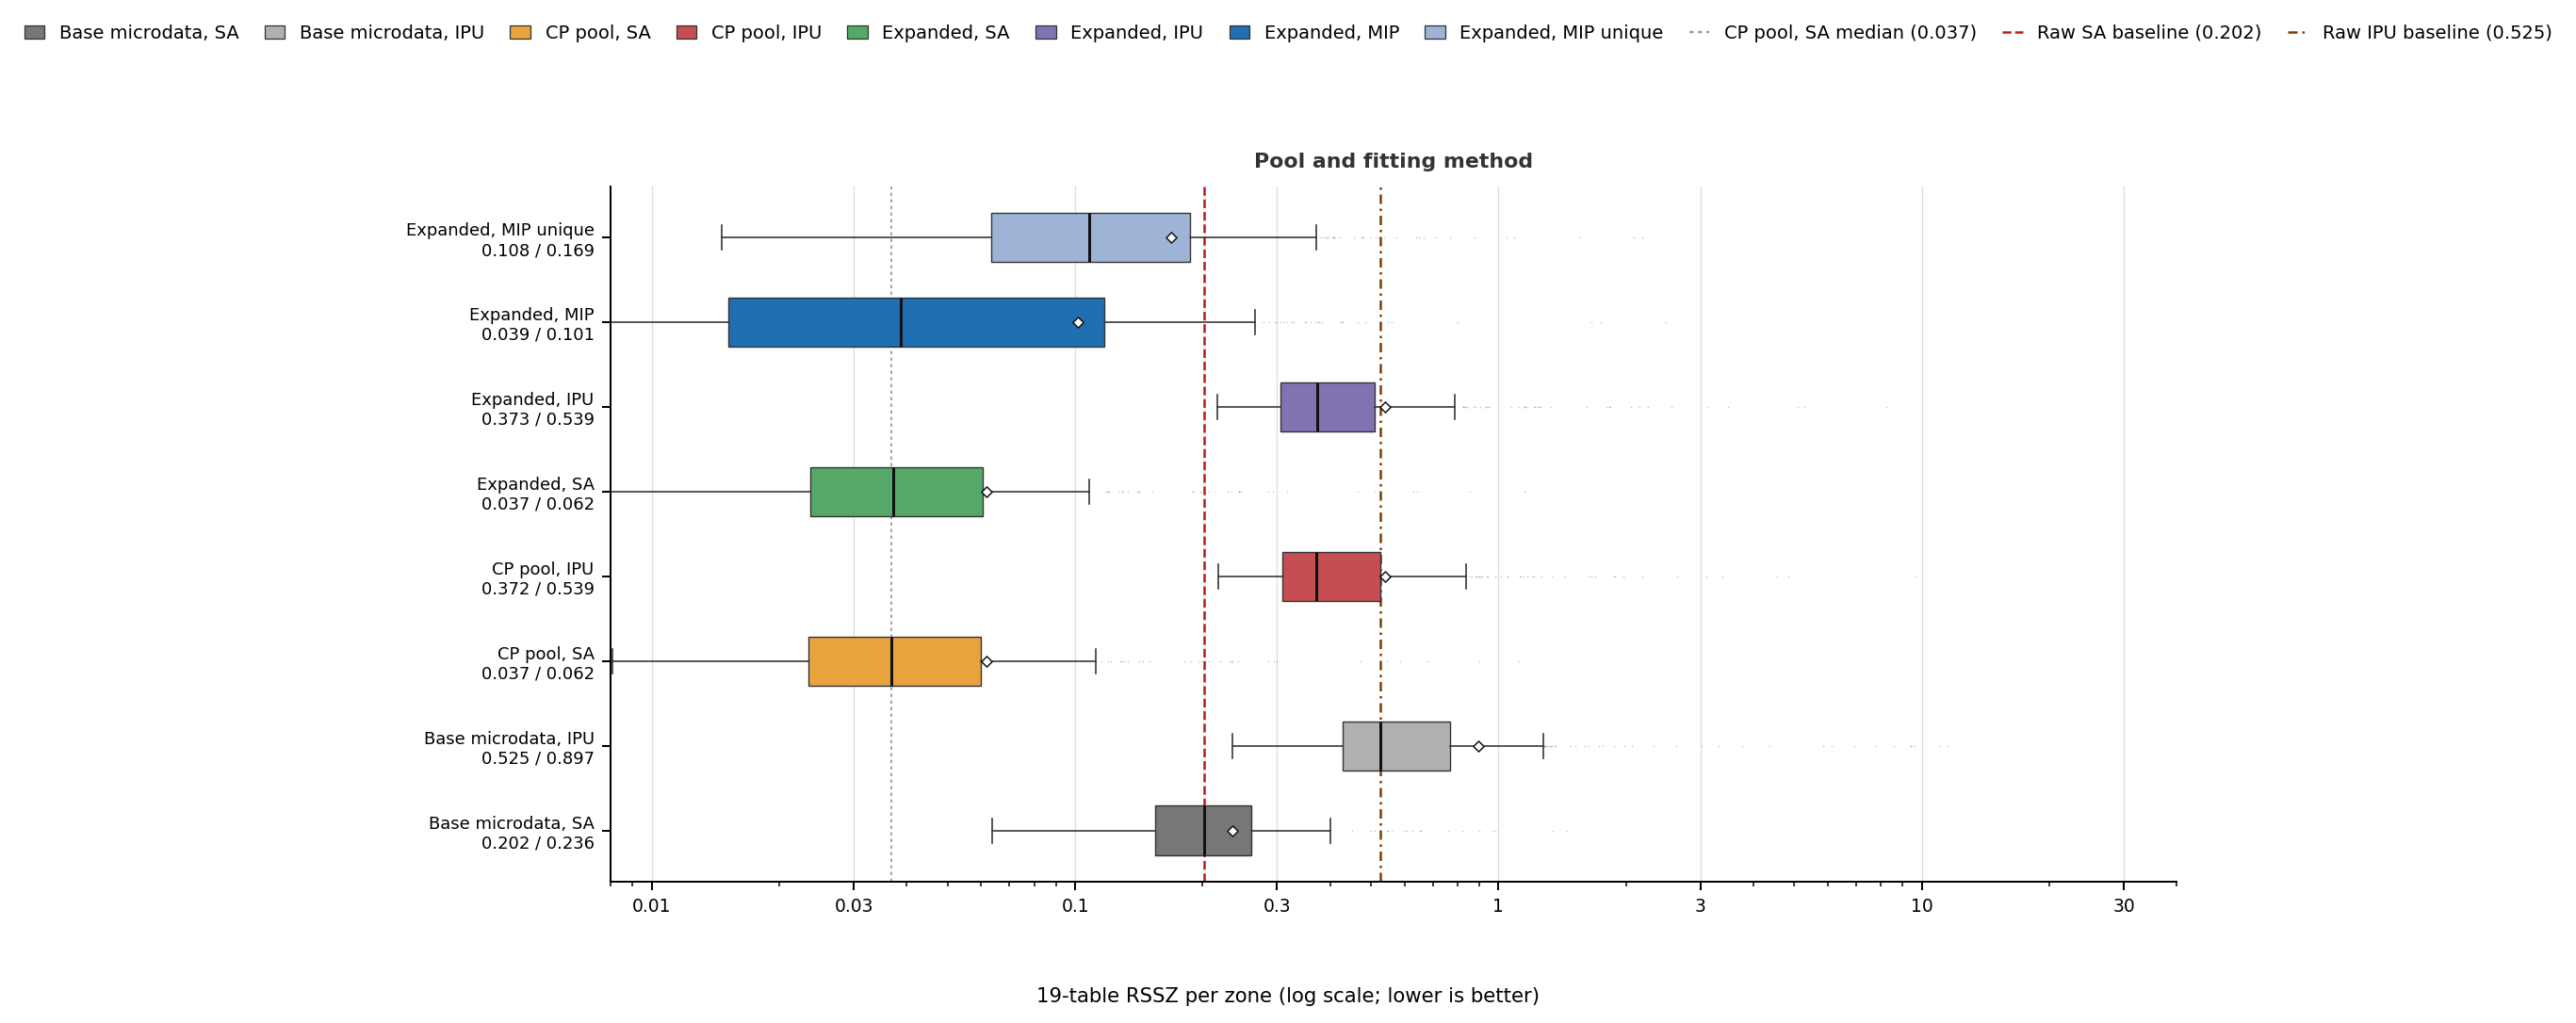 Base microdata, SA
Base microdata, IPU
CP pool, SA
CP pool, IPU
Expanded, SA
Expanded, IPU
Expanded, MIP
Expanded, MIP unique
CP pool, SA median (0.037)
Raw SA baseline (0.202)
Raw IPU baseline (0.525)
Pool and fitting method
Expanded, MIP unique
0.108 / 0.169
Expanded, MIP
0.039 / 0.101
Expanded, IPU
0.373 / 0.539
Expanded, SA
0.037 / 0.062
CP pool, IPU
0.372 / 0.539
CP pool, SA
0.037 / 0.062
Base microdata, IPU
0.525 / 0.897
Base microdata, SA
0.202 / 0.236
0.01 0.03 0.1 0.3 1 3 10 30
19-table RSSZ per zone (log scale; lower is better)